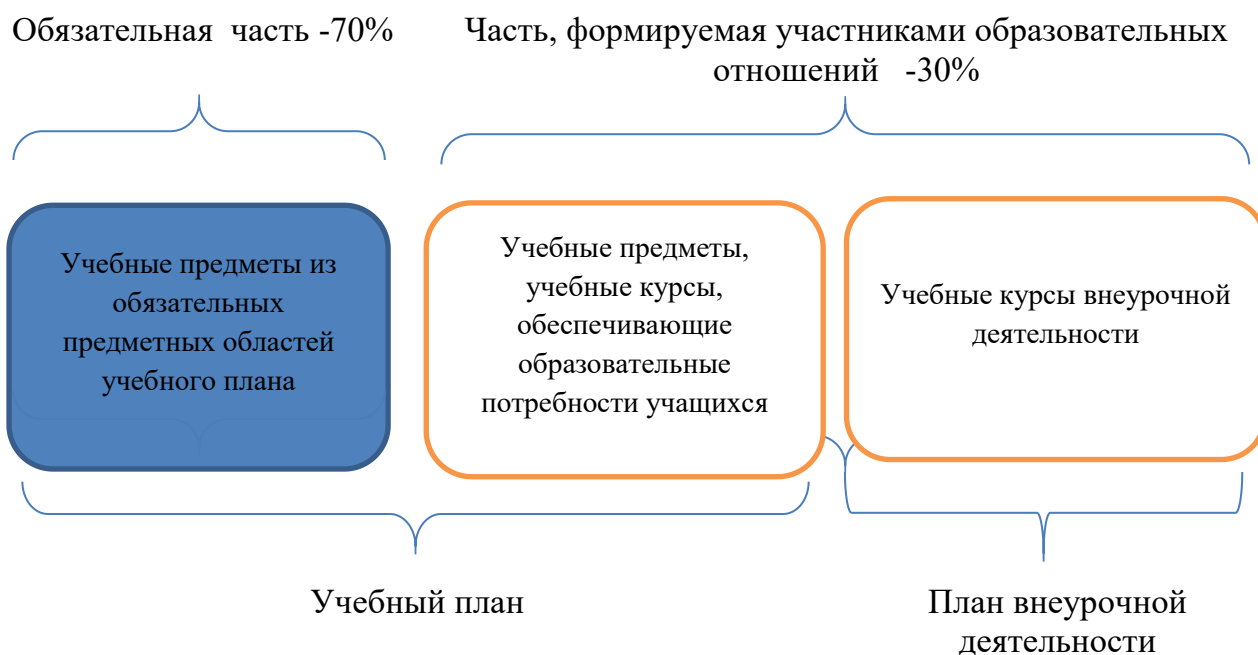 Обязательная  часть -70%
Часть, формируемая участниками образовательных
отношений   -30%
Учебные предметы из
обязательных
предметных областей
учебного плана
Учебные предметы,
учебные курсы,
обеспечивающие
образовательные
потребности учащихся
Учебные курсы внеурочной
деятельности
Учебный план
План внеурочной
деятельности